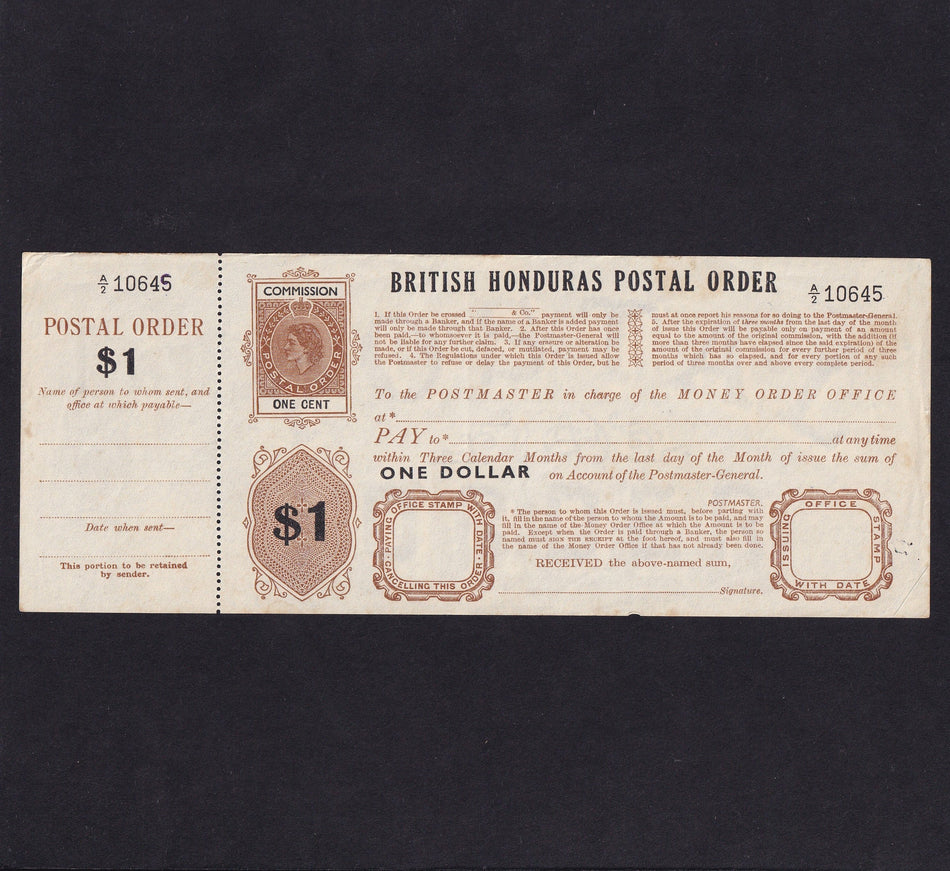 A/2 10645
POSTAL ORDER
$1
Name of person to whom sent, and
office at which payable—
Date when sent—
This portion to be retained
by sender.
COMMISSION
POSTAL ORDER
ONE CENT
$1
BRITISH HONDURAS POSTAL ORDER
A/2 10645
1. If this Order be crossed " & Co." payment will only be
made through a Banker, and if the name of a Banker is added payment
will only be made through that Banker. 2. After this Order has once
been paid,—to whomsoever it is paid,—the Postmaster-General will
not be liable for any further claim. 3. If any erasure or alteration be
made, or if this Order be cut, defaced, or mutilated, payment may be
refused. 4. The Regulations under which this Order is issued allow
the Postmaster to refuse or delay the payment of this Order, but he
must at once report his reasons for so doing to the Postmaster-General.
5. After the expiration of three months from the last day of the month
of issue this Order will be payable only on payment of an amount
equal to the amount of the original commission, with the addition (if
more than three months have elapsed since the said expiration) of the
amount of the original commission for every further period of three
months which has so elapsed, and for every portion of any such
period of three months over and above every complete period.
To the POSTMASTER in charge of the MONEY ORDER OFFICE
at*
PAY to* at any time
within Three Calendar Months from the last day of the Month of issue the sum of
ONE DOLLAR on Account of the Postmaster-General.
POSTMASTER.
PAYING OFFICE STAMP WITH DATE
CANCELLING THIS ORDER
* The person to whom this Order is issued must, before parting with
it, fill in the name of the person to whom the Amount is to be paid, and may
fill in the name of the Money Order Office at which the Amount is to be
paid. Except when the Order is paid through a Banker, the person so
named must SIGN THE RECEIPT at the foot hereof, and must also fill in
the name of the Money Order Office if that has not already been done.
RECEIVED the above-named sum,
Signature.
ISSUING OFFICE STAMP
WITH DATE